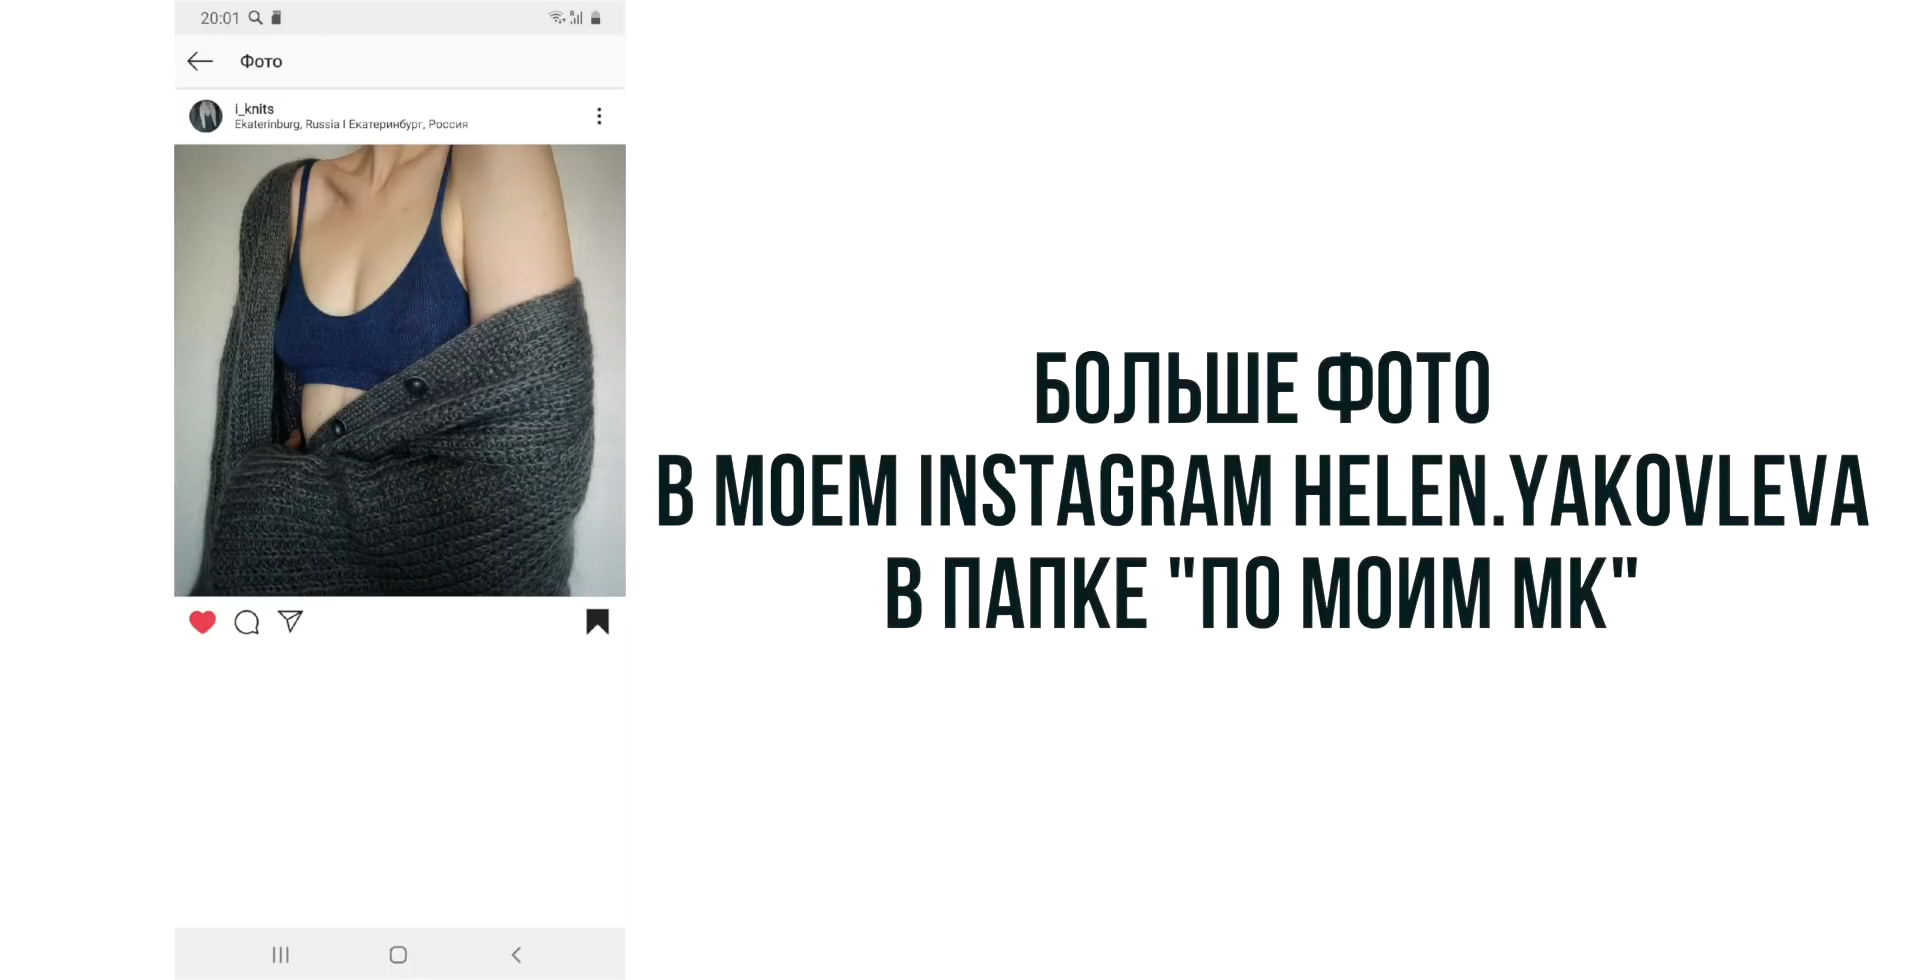 20:01
Фото
i_knits
Ekaterinburg, Russia I Екатеринбург, Россия
БОЛЬШЕ ФОТО
В МОЕМ INSTAGRAM HELEN.YAKOVLEVA
В ПАПКЕ "ПО МОИМ МК"